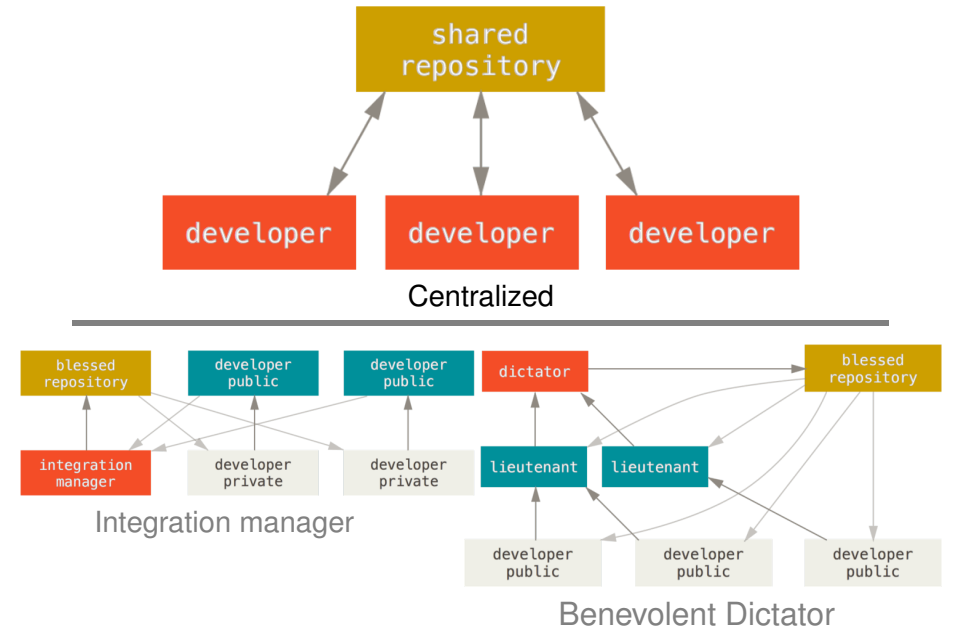 shared
repository
developer
developer
developer
Centralized
blessed
repository
developer
public
developer
public
integration
manager
developer
private
developer
private
Integration manager
dictator
blessed
repository
lieutenant
lieutenant
developer
public
developer
public
developer
public
Benevolent Dictator